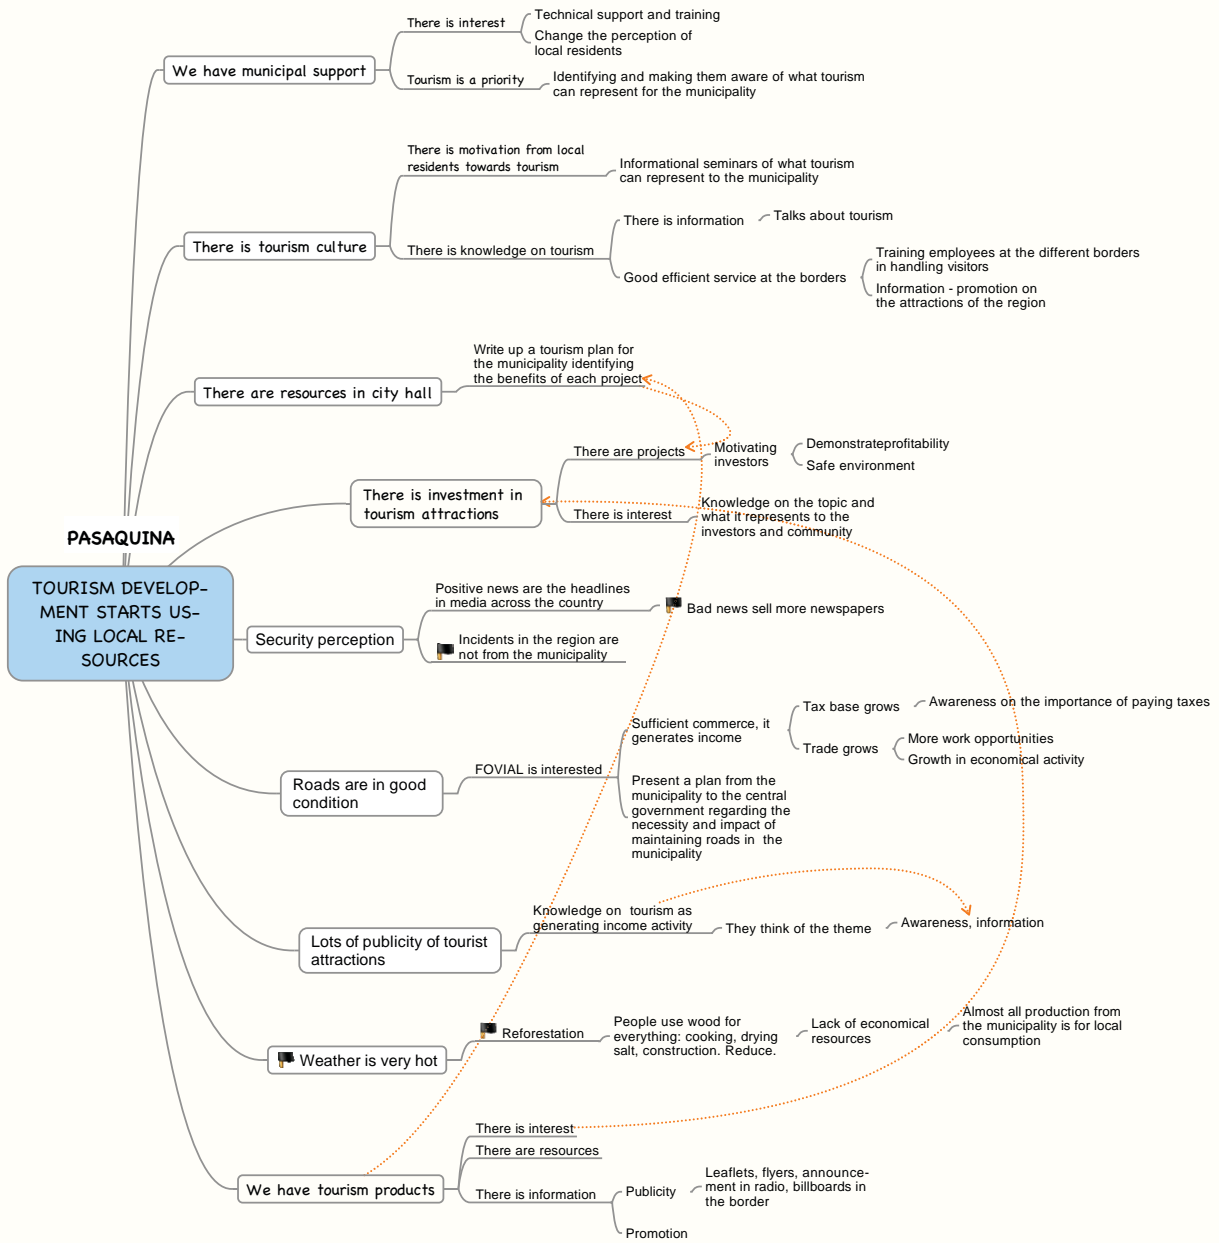 There is interest
Technical support and training
Change the perception of
local residents
We have municipal support
Tourism is a priority
Identifying and making them aware of what tourism
can represent for the municipality
There is motivation from local
residents towards tourism
Informational seminars of what tourism
can represent to the municipality
There is tourism culture
There is knowledge on tourism
There is information
Talks about tourism
Good efficient service at the borders
Training employees at the different borders
in handling visitors
Information - promotion on
the attractions of the region
There are resources in city hall
Write up a tourism plan for
the municipality identifying
the benefits of each project
There is investment in
tourism attractions
There are projects
Motivating
investors
Demonstrateprofitability
Safe environment
There is interest
Knowledge on the topic and
what it represents to the
investors and community
PASAQUINA
TOURISM DEVELOP-
MENT STARTS US-
ING LOCAL RE-
SOURCES
Security perception
Positive news are the headlines
in media across the country
Bad news sell more newspapers
Incidents in the region are
not from the municipality
Roads are in good
condition
FOVIAL is interested
Sufficient commerce, it
generates income
Tax base grows
Awareness on the importance of paying taxes
Trade grows
More work opportunities
Growth in economical activity
Present a plan from the
municipality to the central
government regarding the
necessity and impact of
maintaining roads in  the
municipality
Lots of publicity of tourist
attractions
Knowledge on  tourism as
generating income activity
They think of the theme
Awareness, information
Weather is very hot
Reforestation
People use wood for
everything: cooking, drying
salt, construction. Reduce.
Lack of economical
resources
Almost all production from
the municipality is for local
consumption
We have tourism products
There is interest
There are resources
There is information
Publicity
Leaflets, flyers, announce-
ment in radio, billboards in
the border
Promotion